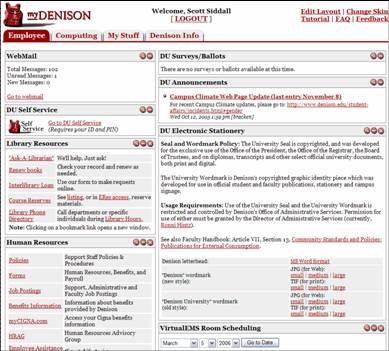 myDENISON
Welcome, Scott Siddall
[ LOGOUT ]
Edit Layout | Change Skin
Tutorial | FAQ | Feedback
Employee
Computing
My Stuff
Denison Info
WebMail
Total Messages: 102
Unread Messages: 1
New Messages: 0
Go to webmail
DU Self Service
Self Service
Go to DU Self Service
(Requires your ID and PIN)
Library Resources
"Ask-A-Librarian"
We'll help. Just ask!
Renew books
Check your record and renew as needed.
Interlibrary Loan
Use our form to make requests online.
Course Reserves
See listing, or in ERes access, reserve materials.
Library Phone Directory
Call departments or specific individuals during Library Hours.
Note: Clicking on a bookmark link opens a new window.
Human Resources
Policies
Support Staff Policies & Procedures
Forms
Human Resources, Benefits, and Payroll
Job Postings
Support, Administrative and Faculty Job Postings
Benefits Information
Information about benefits provided by Denison
myCIGNA.com
Access your Cigna benefits information
HRAG
Human Resources Advisory Group
Employee Assistance
DU Surveys/Ballots
There are no surveys or ballots available at this time.
DU Announcements
Campus Climate Web Page Update (last entry November 8)
For recent Campus Climate updates, please go to: http://www.denison.edu/student-affairs/incidents.html#gender
Wed Oct 12, 2005 1:39 pm
DU Electronic Stationery
Seal and Wordmark Policy: The University Seal is copyrighted, and was developed
for the exclusive use of the Office of the President, the Office of the Registrar, the Board
of Trustees, and on diplomas, transcripts and other select official university documents,
both print and digital.
The University Wordmark is Denison's copyrighted graphic identity piece which was
developed for use in official student and faculty publications, stationery and campus
signage.
Usage Requirements: Use of the University Seal and the University Wordmark is
restricted and controlled by Denison's Office of Administrative Services. Permission for
use of either must be granted by the Director of Administrative Services (currently,
See also Faculty Handbook: Article VII, Section 13, Community Standards and Policies:
Publications for External Consumption.
Denison letterhead:
MS Word format
"Denison" wordmark
(new style):
JPG (for Web):
small | medium | large
TIF (for print):
small | medium | large
"Denison University" wordmark
(old style):
JPG (for Web):
small | medium | large
TIF (for print):
small | medium | large
VirtualEMS Room Scheduling
March
5
2006
Go to Date